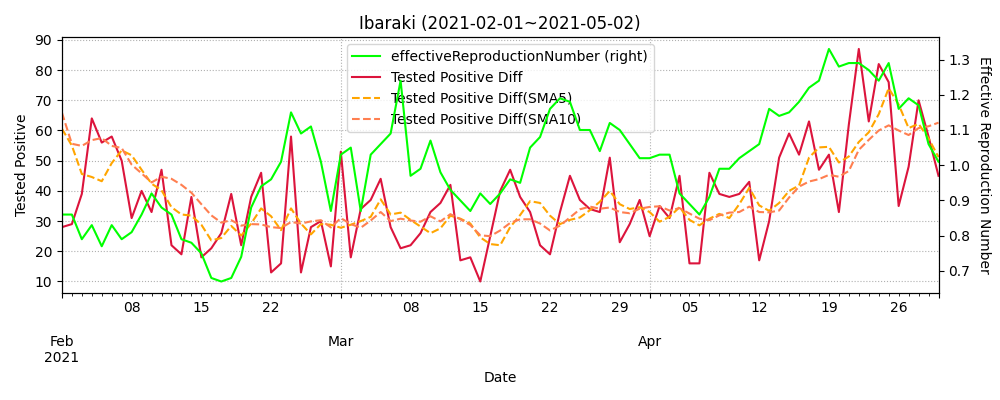 Ibaraki (2021-02-01~2021-05-02)
effectiveReproductionNumber (right)
Tested Positive Diff
Tested Positive Diff(SMA5)
Tested Positive Diff(SMA10)
Tested Positive
90
80
70
60
50
40
30
20
10
1.3
1.2
1.1
1.0
0.9
0.8
0.7
Effective Reproduction Number
08 15 22 08 15 22 29 05 12 19 26
Feb Mar Apr
2021
Date